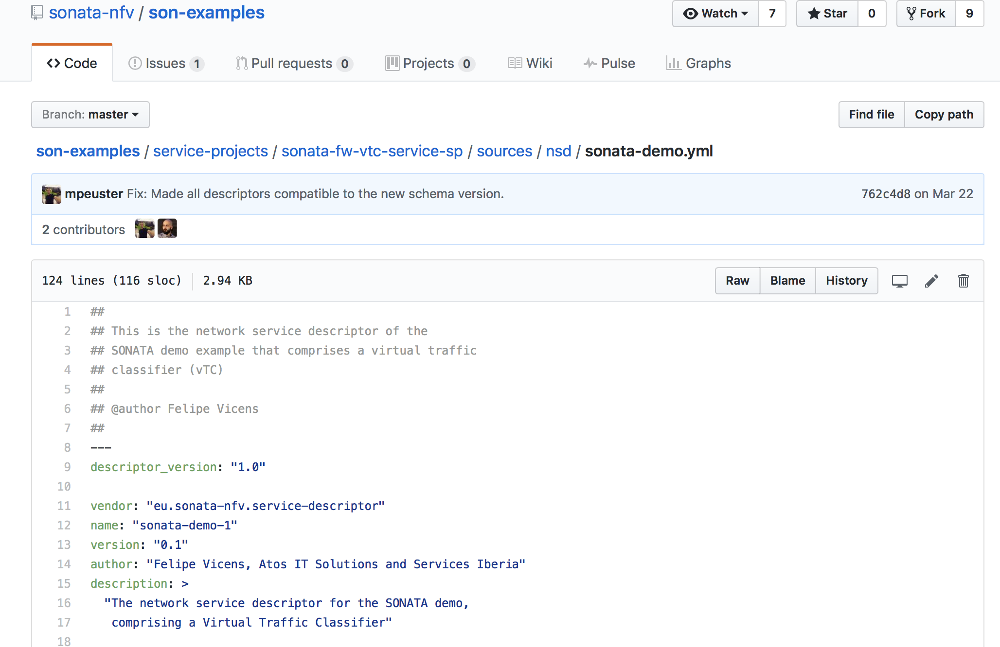 sonata-nfv / son-examples
Watch 7 Star 0 Fork 9
Code Issues 1 Pull requests 0 Projects 0 Wiki Pulse Graphs
Branch: master Find file Copy path
son-examples / service-projects / sonata-fw-vtc-service-sp / sources / nsd / sonata-demo.yml
mpeuster Fix: Made all descriptors compatible to the new schema version. 762c4d8 on Mar 22
2 contributors
124 lines (116 sloc) 2.94 KB Raw Blame History
1 ##
2 ## This is the network service descriptor of the
3 ## SONATA demo example that comprises a virtual traffic
4 ## classifier (vTC)
5 ##
6 ## @author Felipe Vicens
7 ##
8 ---
9 descriptor_version: "1.0"
10
11 vendor: "eu.sonata-nfv.service-descriptor"
12 name: "sonata-demo-1"
13 version: "0.1"
14 author: "Felipe Vicens, Atos IT Solutions and Services Iberia"
15 description: >
16 "The network service descriptor for the SONATA demo,
17 comprising a Virtual Traffic Classifier"
18